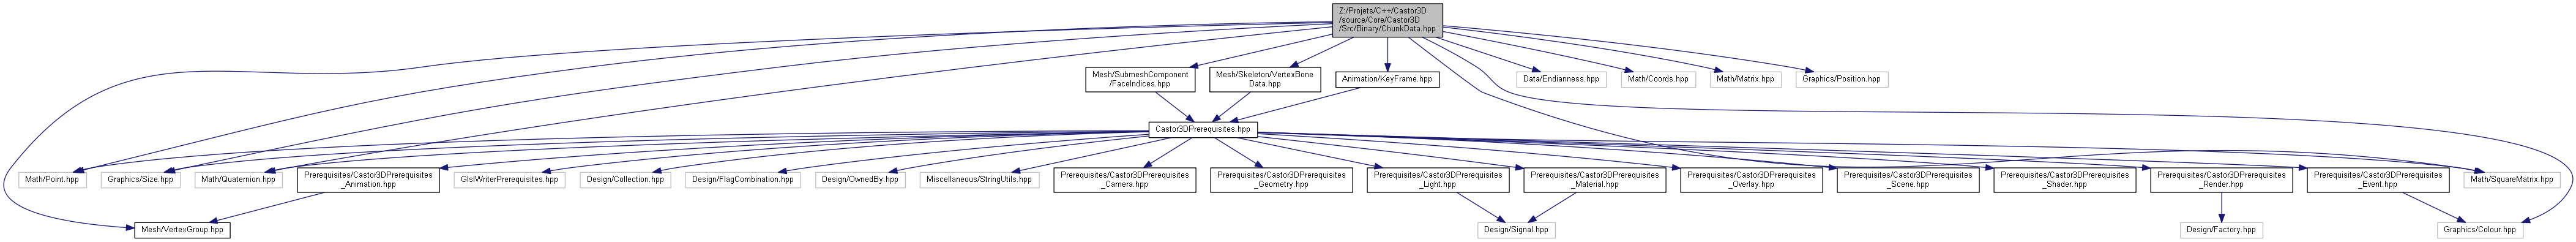 Z:/Projets/C++/Castor3D
/source/Core/Castor3D
/Src/Binary/ChunkData.hpp
Mesh/SubmeshComponent
/FaceIndices.hpp
Mesh/Skeleton/VertexBone
Data.hpp
Animation/KeyFrame.hpp
Data/Endianness.hpp
Math/Coords.hpp
Math/Matrix.hpp
Graphics/Position.hpp
Castor3DPrerequisites.hpp
Math/Point.hpp
Graphics/Size.hpp
Math/Quaternion.hpp
Prerequisites/Castor3DPrerequisites
_Animation.hpp
GlslWriterPrerequisites.hpp
Design/Collection.hpp
Design/FlagCombination.hpp
Design/OwnedBy.hpp
Miscellaneous/StringUtils.hpp
Prerequisites/Castor3DPrerequisites
_Camera.hpp
Prerequisites/Castor3DPrerequisites
_Geometry.hpp
Prerequisites/Castor3DPrerequisites
_Light.hpp
Prerequisites/Castor3DPrerequisites
_Material.hpp
Prerequisites/Castor3DPrerequisites
_Overlay.hpp
Prerequisites/Castor3DPrerequisites
_Scene.hpp
Prerequisites/Castor3DPrerequisites
_Shader.hpp
Prerequisites/Castor3DPrerequisites
_Render.hpp
Prerequisites/Castor3DPrerequisites
_Event.hpp
Math/SquareMatrix.hpp
Mesh/VertexGroup.hpp
Design/Signal.hpp
Design/Factory.hpp
Graphics/Colour.hpp